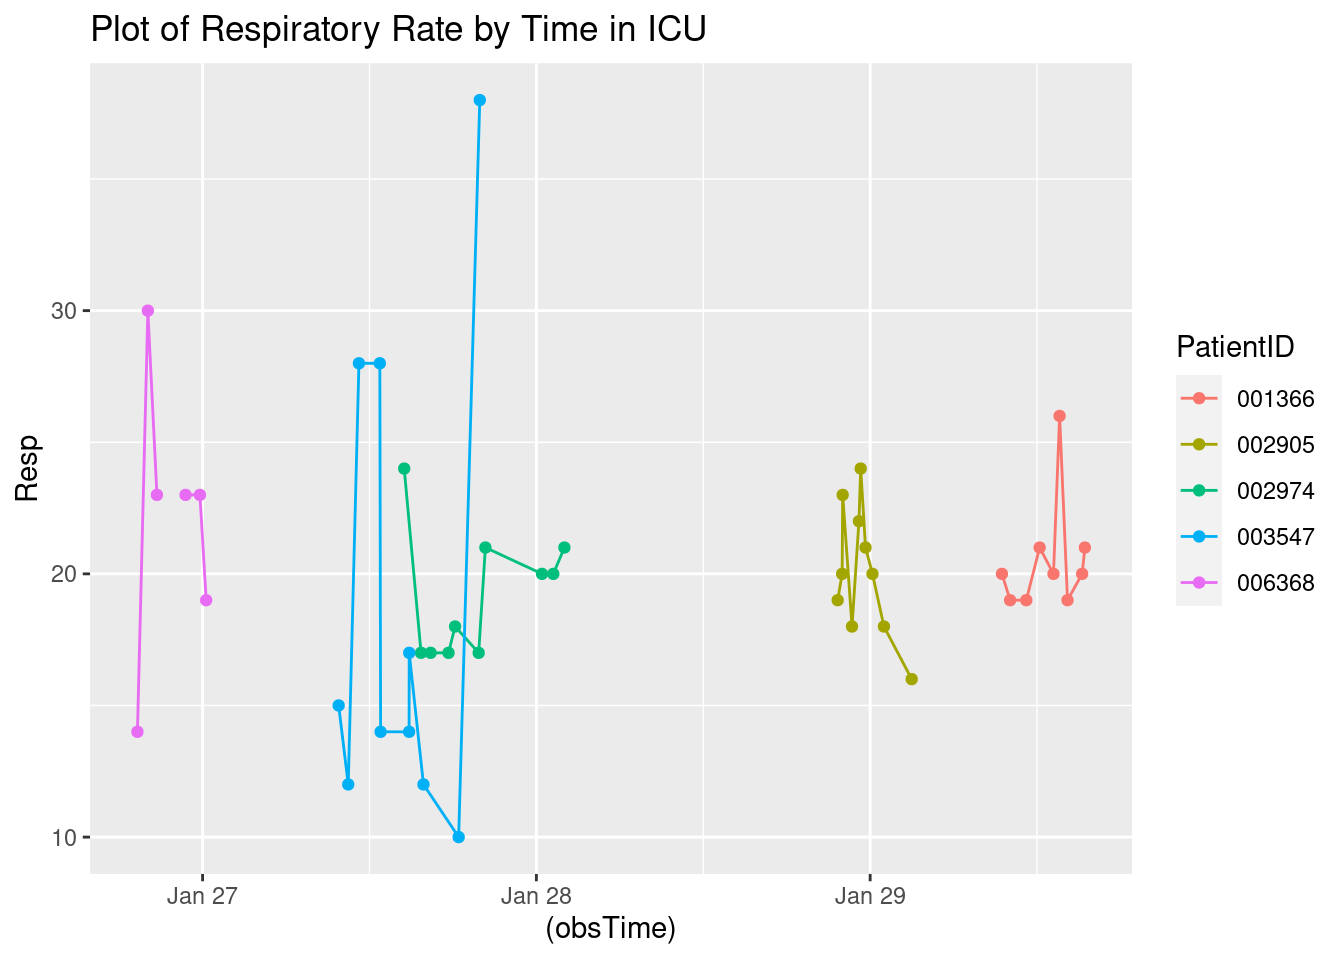 Plot of Respiratory Rate by Time in ICU
30
20
10
Resp
Jan 27
Jan 28
Jan 29
(obsTime)
PatientID
001366
002905
002974
003547
006368